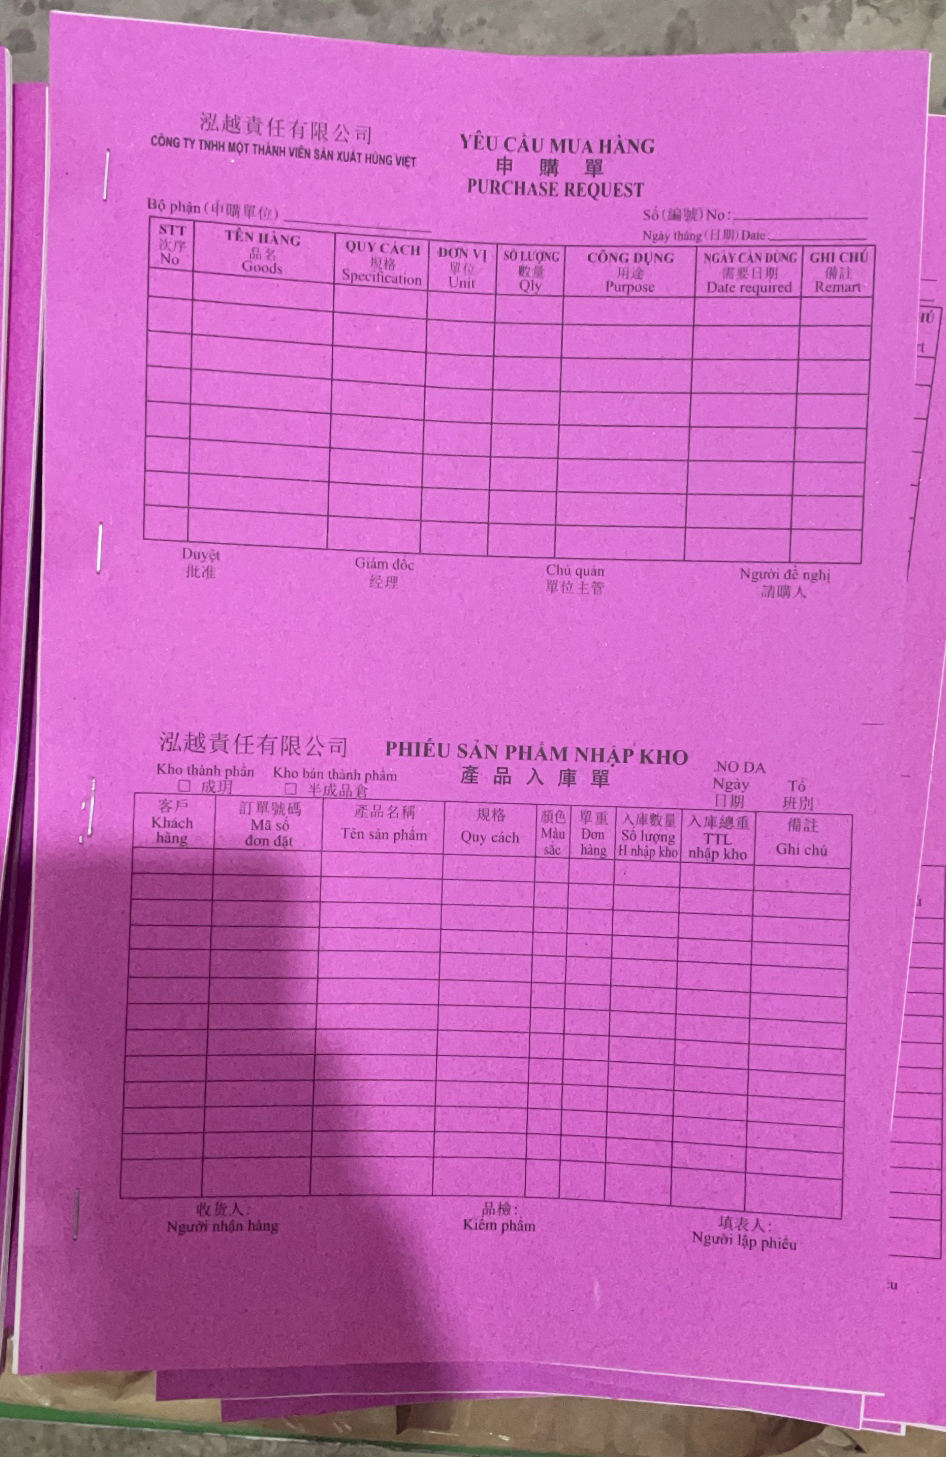 泓越責任有限公司
CÔNG TY TNHH MỘT THÀNH VIÊN SẢN XUẤT HÙNG VIỆT
YÊU CẦU MUA HÀNG
申購單
PURCHASE REQUEST
Bộ phận (申購單位)
Số (編號) No:
Ngày tháng (日期) Date:
STT TÊN HÀNG QUY CÁCH ĐƠN VỊ SỐ LƯỢNG CÔNG DỤNG NGÀY CẦN DÙNG GHI CHÚ
次序 品名 規格 單位 數量 用途 需要日期 備註
No Goods Specification Unit Qly Purpose Date required Remart
Duyệt Giám đốc Chủ quản Người đề nghị
批准 经理 單位主管 請購人
泓越責任有限公司 PHIẾU SẢN PHẨM NHẬP KHO
產品入庫單
NO DA
Kho thành phần Kho bán thành phẩm
Ngày Tổ
□ 成玥 □ 半成品倉
日期 班別
客戶 訂單號碼 產品名稱 規格 顏色 單重 入庫數量 入庫總重 備註
Khách Mã số Tên sản phẩm Quy cách Màu Đơn Số lượng TTL Ghi chú
hàng đơn đặt sắc hàng H nhập kho nhập kho
收货人: 品檢: 填表人:
Người nhận hàng Kiểm phẩm Người lập phiếu